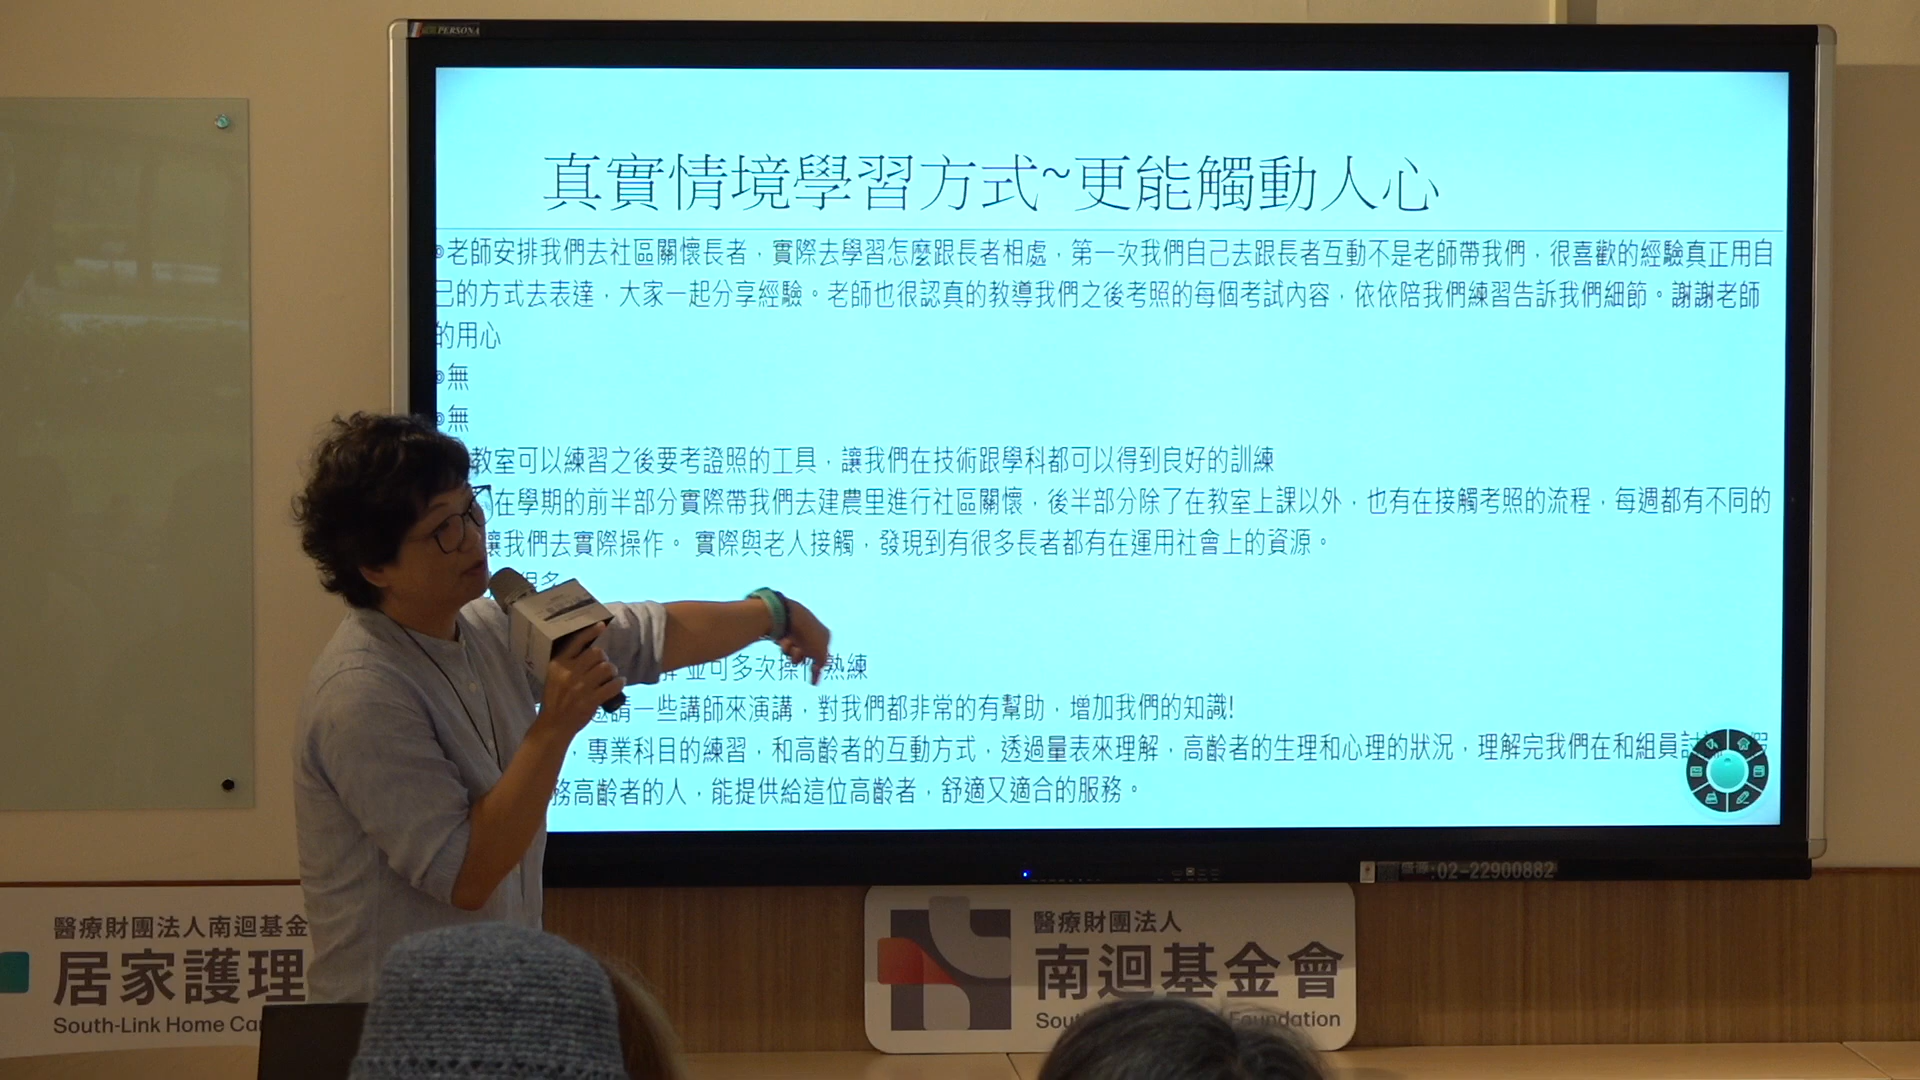 PERSONA
真實情境學習方式~更能觸動人心
老師安排我們去社區關懷長者，實際去學習怎麼跟長者相處，第一次我們自己去跟長者互動不是老師帶我們，很喜歡的經驗真正用自
己的方式去表達，大家一起分享經驗。老師也很認真的教導我們之後考照的每個考試內容，依依陪我們練習告訴我們細節。謝謝老師
的用心
無
無
教室可以練習之後要考證照的工具，讓我們在技術跟學科都可以得到良好的訓練
在學期的前半部分實際帶我們去建農里進行社區關懷，後半部分除了在教室上課以外，也有在接觸考照的流程，每週都有不同的
讓我們去實際操作。 實際與老人接觸，發現到有很多長者都有在運用社會上的資源。
很多
並可多次操作熟練
邀請一些講師來演講，對我們都非常的有幫助，增加我們的知識!
，專業科目的練習，和高齡者的互動方式，透過量表來理解，高齡者的生理和心理的狀況，理解完我們在和組員討
務高齡者的人，能提供給這位高齡者，舒適又適合的服務。
:02-22900882
醫療財團法人南迴基金
居家護理
South-Link Home Car
醫療財團法人
南迴基金會
Sou Foundation